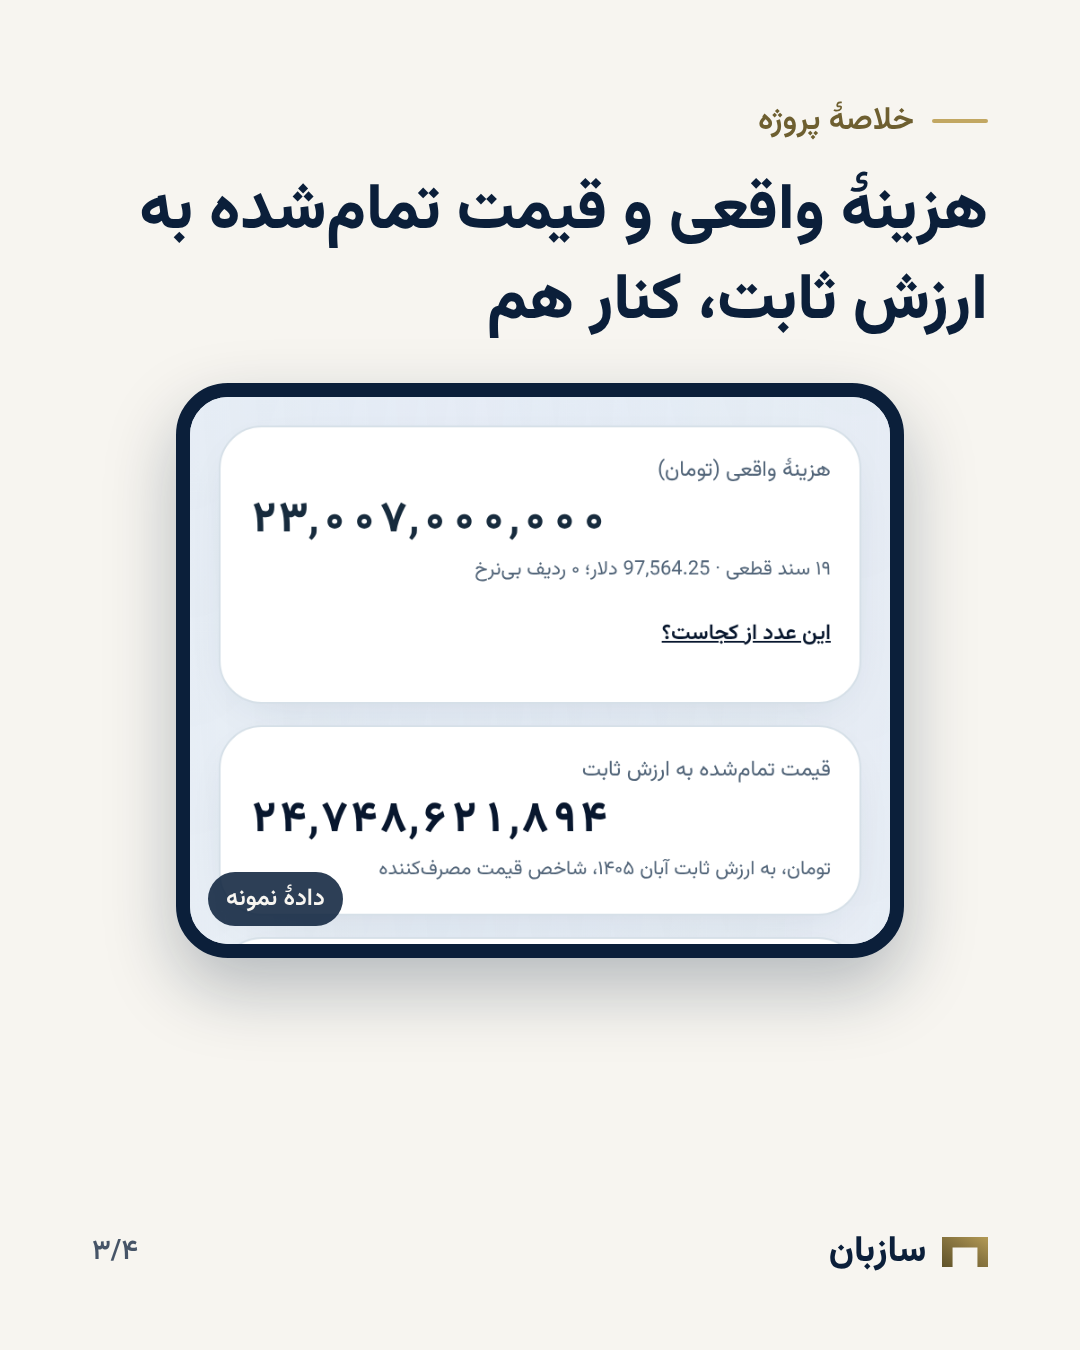 خلاصهٔ پروژه
هزینهٔ واقعی و قیمت تمام‌شده به
ارزش ثابت، کنار هم
هزینهٔ واقعی (تومان)
۲۳,۰۰۷,۰۰۰,۰۰۰
۱۹ سند قطعی · 97,564.25 دلار؛ ۰ ردیف بی‌نرخ
این عدد از کجاست؟
قیمت تمام‌شده به ارزش ثابت
۲۴,۷۴۸,۶۲۱,۸۹۴
تومان، به ارزش ثابت آبان ۱۴۰۵، شاخص قیمت مصرف‌کننده
دادهٔ نمونه
سازبان
۳/۴